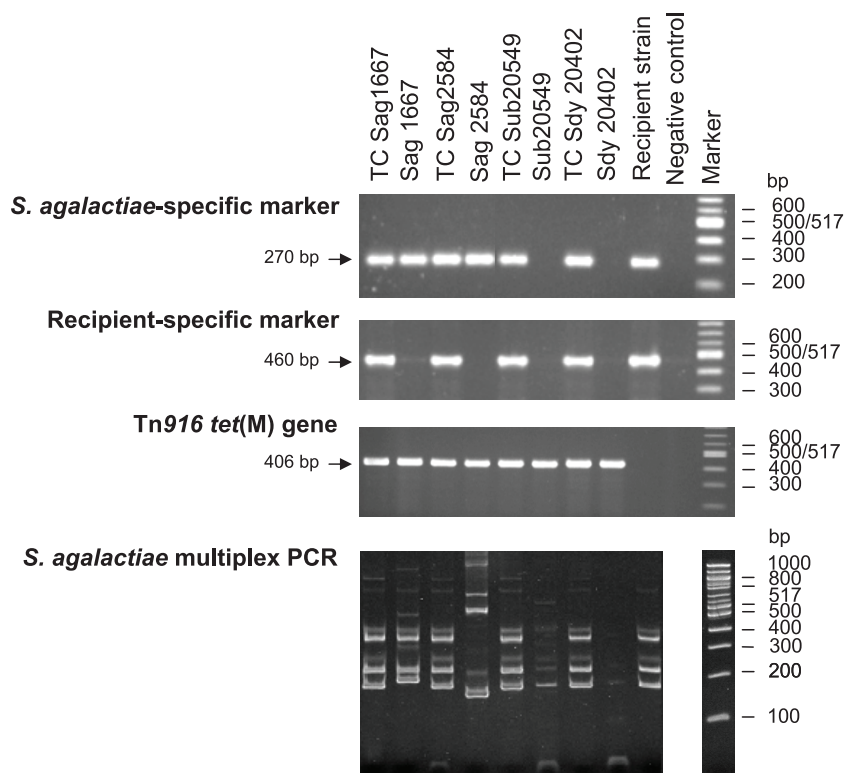 TC Sag1667
Sag 1667
TC Sag2584
Sag 2584
TC Sub20549
Sub20549
TC Sdy 20402
Sdy 20402
Recipient strain
Negative control
Marker
bp
S. agalactiae-specific marker
270 bp
600
500/517
400
300
200
Recipient-specific marker
460 bp
600
500/517
400
300
Tn916 tet(M) gene
406 bp
600
500/517
400
300
S. agalactiae multiplex PCR
bp
1000
800
517
500
400
300
200
100